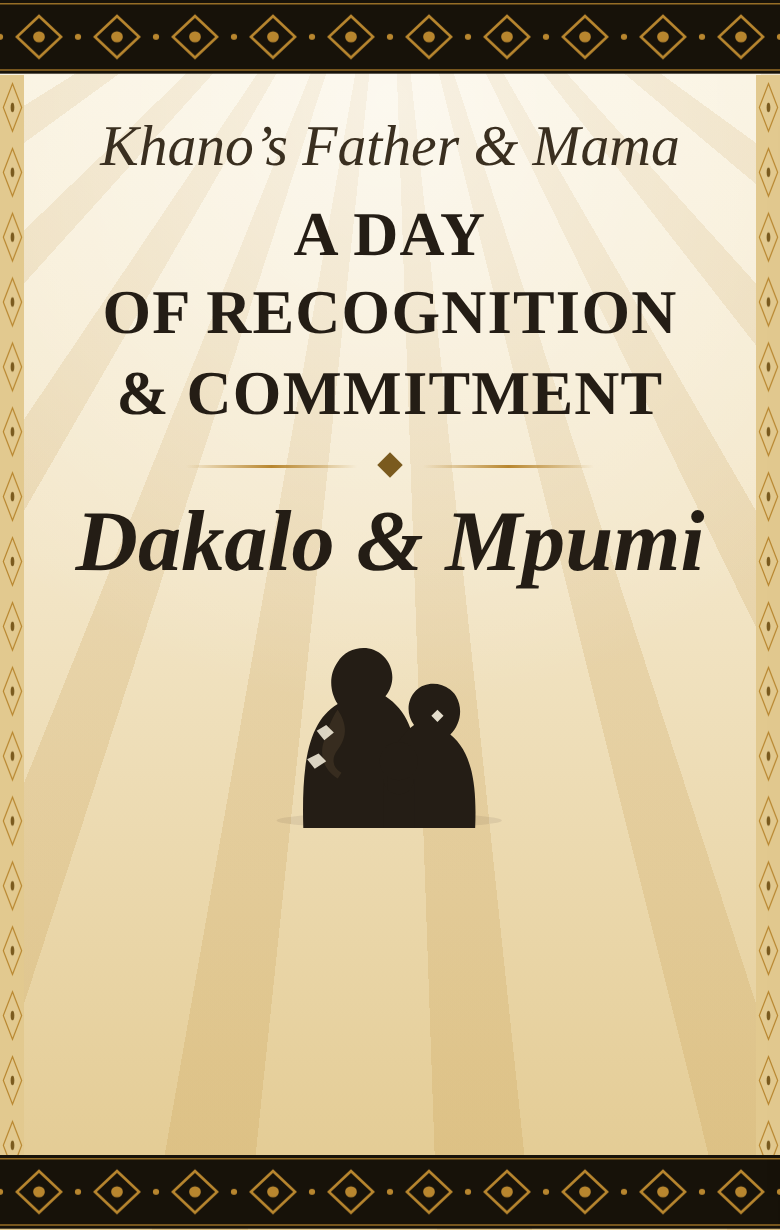 Khano’s Father & Mama
A DAY
OF RECOGNITION
& COMMITMENT
Dakalo & Mpumi